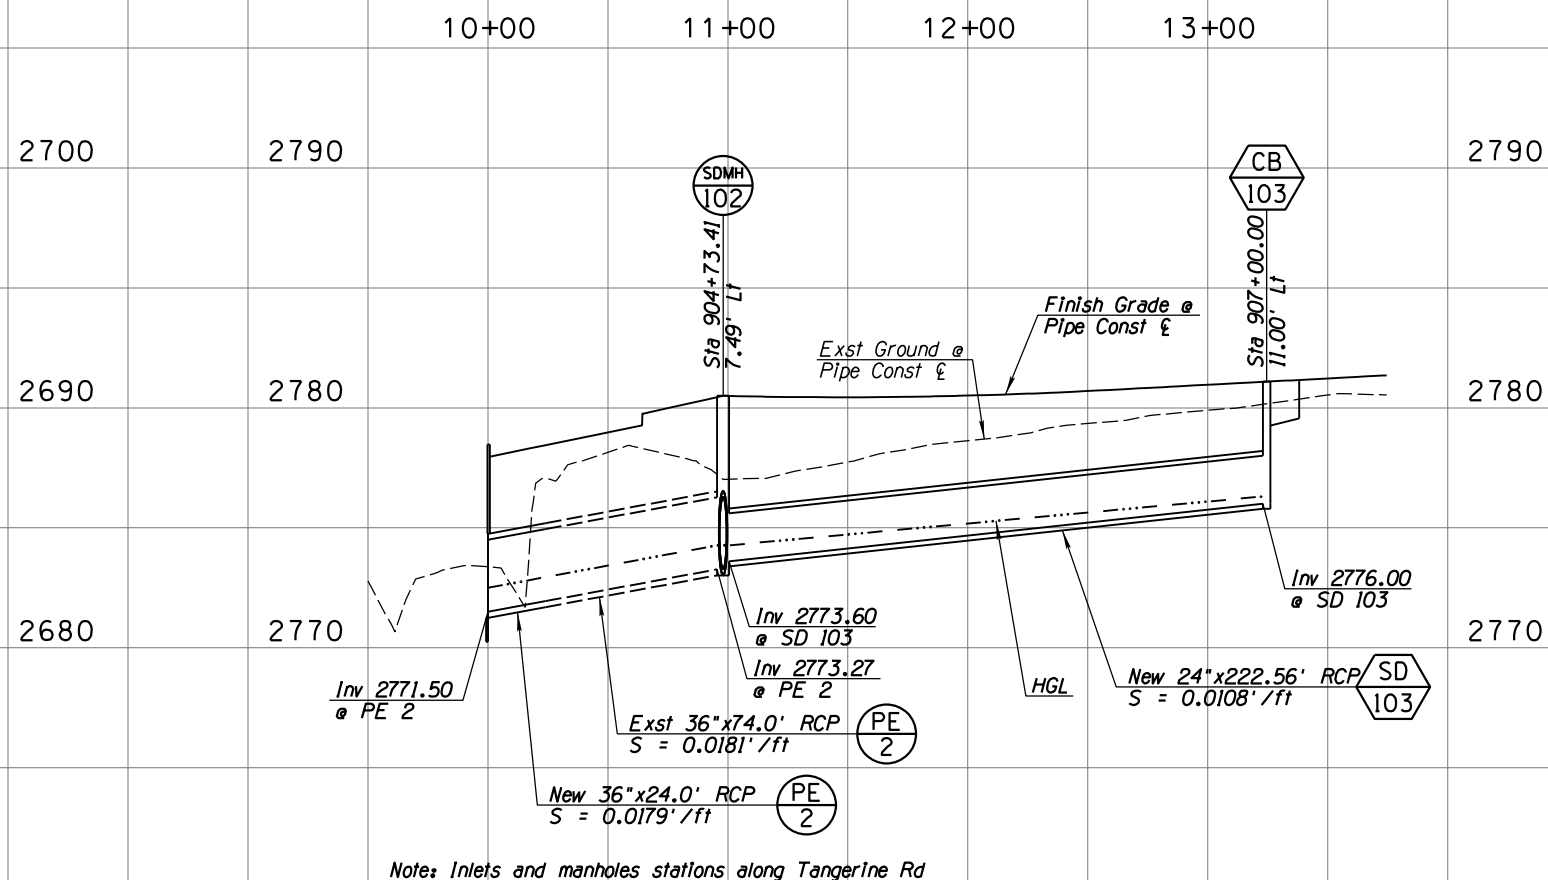 10+00 11+00 12+00 13+00
2700 2790 2790
SDMH
102
CB
103
Sta 904+73.41
7.49' Lt
Sta 907+00.00
11.00' Lt
Finish Grade @
Pipe Const ℄
Exst Ground @
Pipe Const ℄
2690 2780 2780
Inv 2776.00
@ SD 103
Inv 2773.60
@ SD 103
2680 2770 2770
Inv 2773.27
@ PE 2
Inv 2771.50
@ PE 2
HGL
New 24"x222.56' RCP
S = 0.0108'/ft
SD
103
Exst 36"x74.0' RCP
S = 0.0181'/ft
PE
2
New 36"x24.0' RCP
S = 0.0179'/ft
PE
2
Note: Inlets and manholes stations along Tangerine Rd